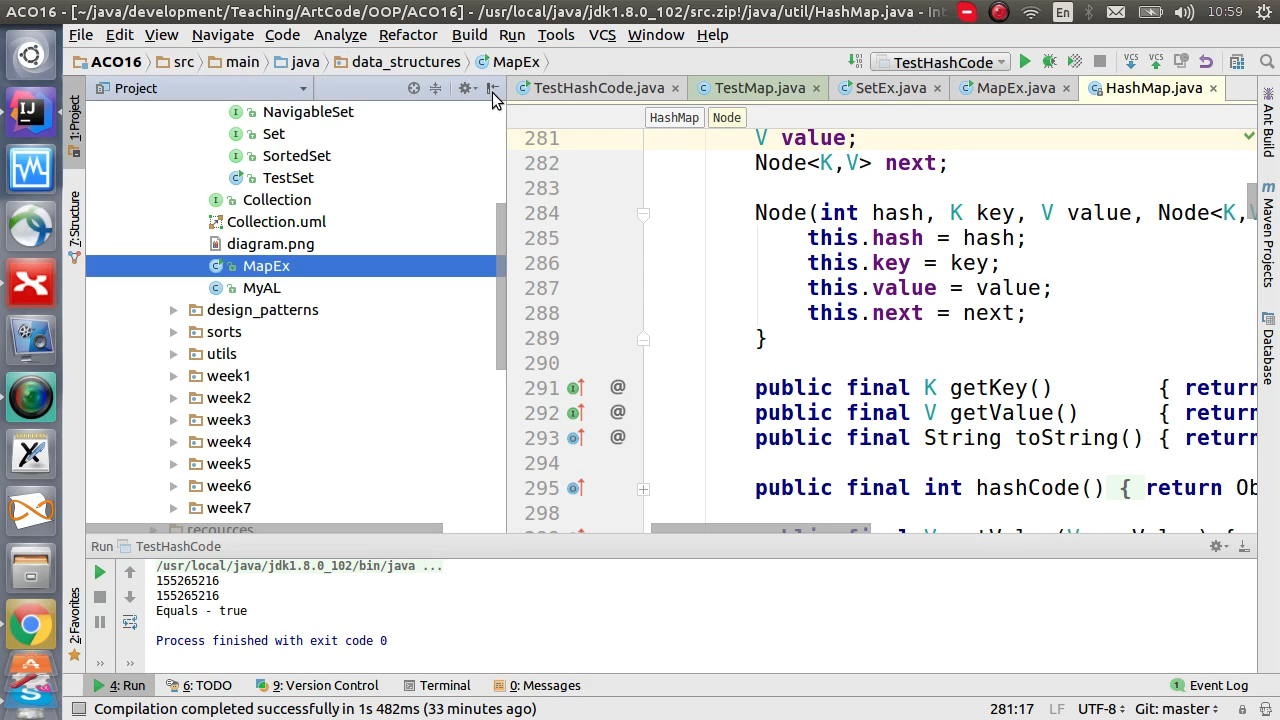 ACO16 - [~/java/development/Teaching/ArtCode/OOP/ACO16] - /usr/local/java/jdk1.8.0_102/src.zip!/java/util/HashMap.java - Int
En
10:59
File Edit View Navigate Code Analyze Refactor Build Run Tools VCS Window Help
ACO16 src main java data_structures MapEx
TestHashCode
VCS VCS
Project
TestHashCode.java TestMap.java SetEx.java MapEx.java HashMap.java
HashMap Node
1: Project
7: Structure
2: Favorites
NavigableSet
Set
SortedSet
TestSet
Collection
Collection.uml
diagram.png
MapEx
MyAL
design_patterns
sorts
utils
week1
week2
week3
week4
week5
week6
week7
recources
281 V value;
282 Node<K,V> next;
283
284 Node(int hash, K key, V value, Node<K,V
285 this.hash = hash;
286 this.key = key;
287 this.value = value;
288 this.next = next;
289 }
290
291 @ public final K getKey() { return
292 @ public final V getValue() { return
293 @ public final String toString() { return
294
295 public final int hashCode() { return Ob
298
Ant Build
Maven Projects
Database
Run TestHashCode
/usr/local/java/jdk1.8.0_102/bin/java ...
155265216
155265216
Equals - true
Process finished with exit code 0
4: Run 6: TODO 9: Version Control Terminal 0: Messages 1 Event Log
Compilation completed successfully in 1s 482ms (33 minutes ago) 281:17 LF UTF-8 Git: master